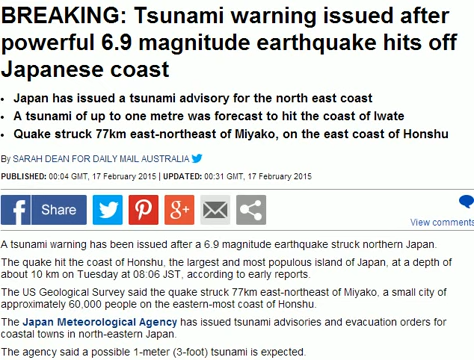 BREAKING: Tsunami warning issued after
powerful 6.9 magnitude earthquake hits off
Japanese coast
• Japan has issued a tsunami advisory for the north east coast
• A tsunami of up to one metre was forecast to hit the coast of Iwate
• Quake struck 77km east-northeast of Miyako, on the east coast of Honshu
By SARAH DEAN FOR DAILY MAIL AUSTRALIA
PUBLISHED: 00:04 GMT, 17 February 2015 | UPDATED: 00:31 GMT, 17 February 2015
Share
View comments
A tsunami warning has been issued after a 6.9 magnitude earthquake struck northern Japan.
The quake hit the coast of Honshu, the largest and most populous island of Japan, at a depth of
about 10 km on Tuesday at 08:06 JST, according to early reports.
The US Geological Survey said the quake struck 77km east-northeast of Miyako, a small city of
approximately 60,000 people on the eastern-most coast of Honshu.
The Japan Meteorological Agency has issued tsunami advisories and evacuation orders for
coastal towns in north-eastern Japan.
The agency said a possible 1-meter (3-foot) tsunami is expected.